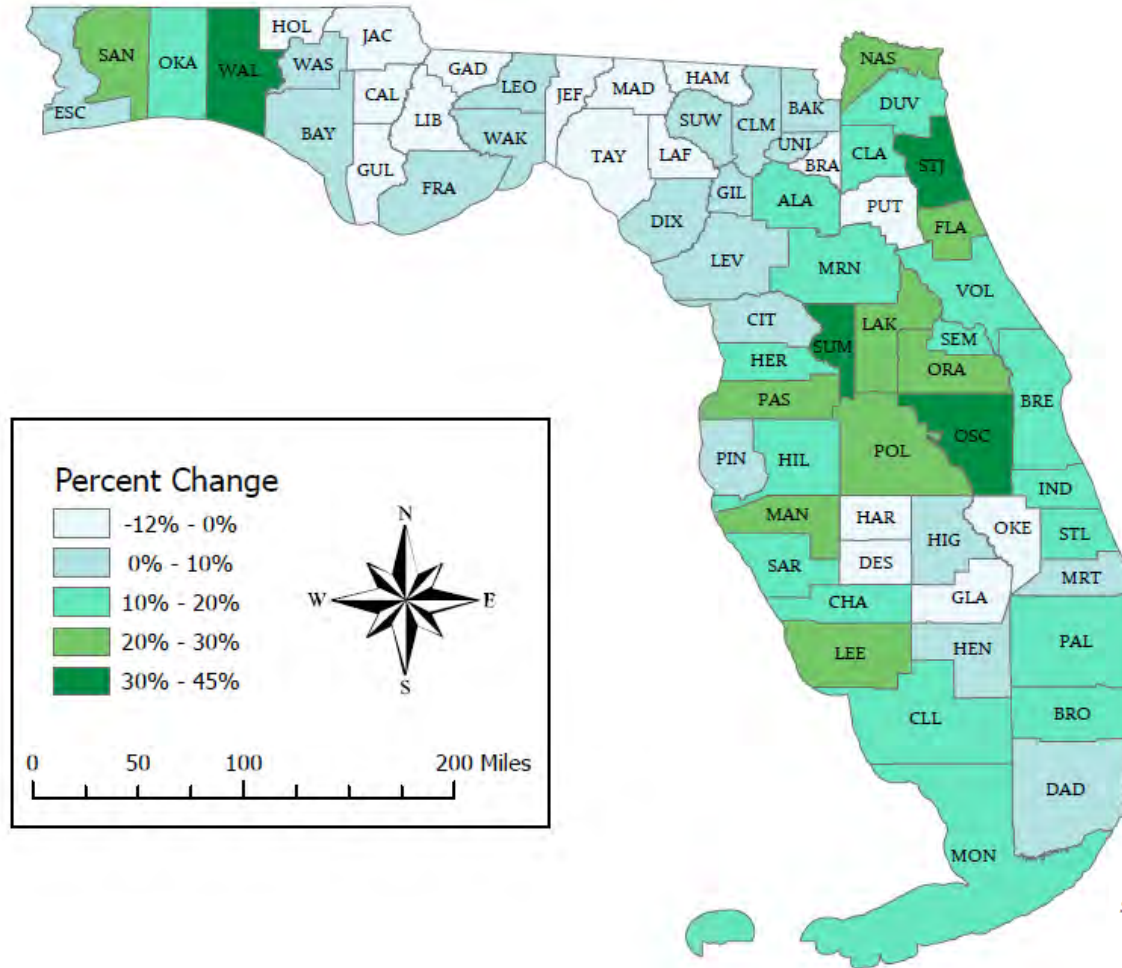 HOL
JAC
SAN
OKA
WAL
WAS
GAD
LEO
JEF
MAD
HAM
NAS
ESC
CAL
LIB
SUW
CLM
BAK
DUV
BAY
WAK
TAY
LAF
UNI
BRA
CLA
STJ
GUL
FRA
GIL
ALA
PUT
DIX
FLA
LEV
MRN
VOL
CIT
LAK
SUM
SEM
HER
ORA
PAS
BRE
OSC
PIN
HIL
POL
IND
MAN
HAR
HIG
OKE
STL
SAR
DES
MRT
CHA
GLA
LEE
HEN
PAL
CLL
BRO
DAD
MON
Percent Change
-12% - 0%
0% - 10%
10% - 20%
20% - 30%
30% - 45%
N
W
E
S
0 50 100 200 Miles